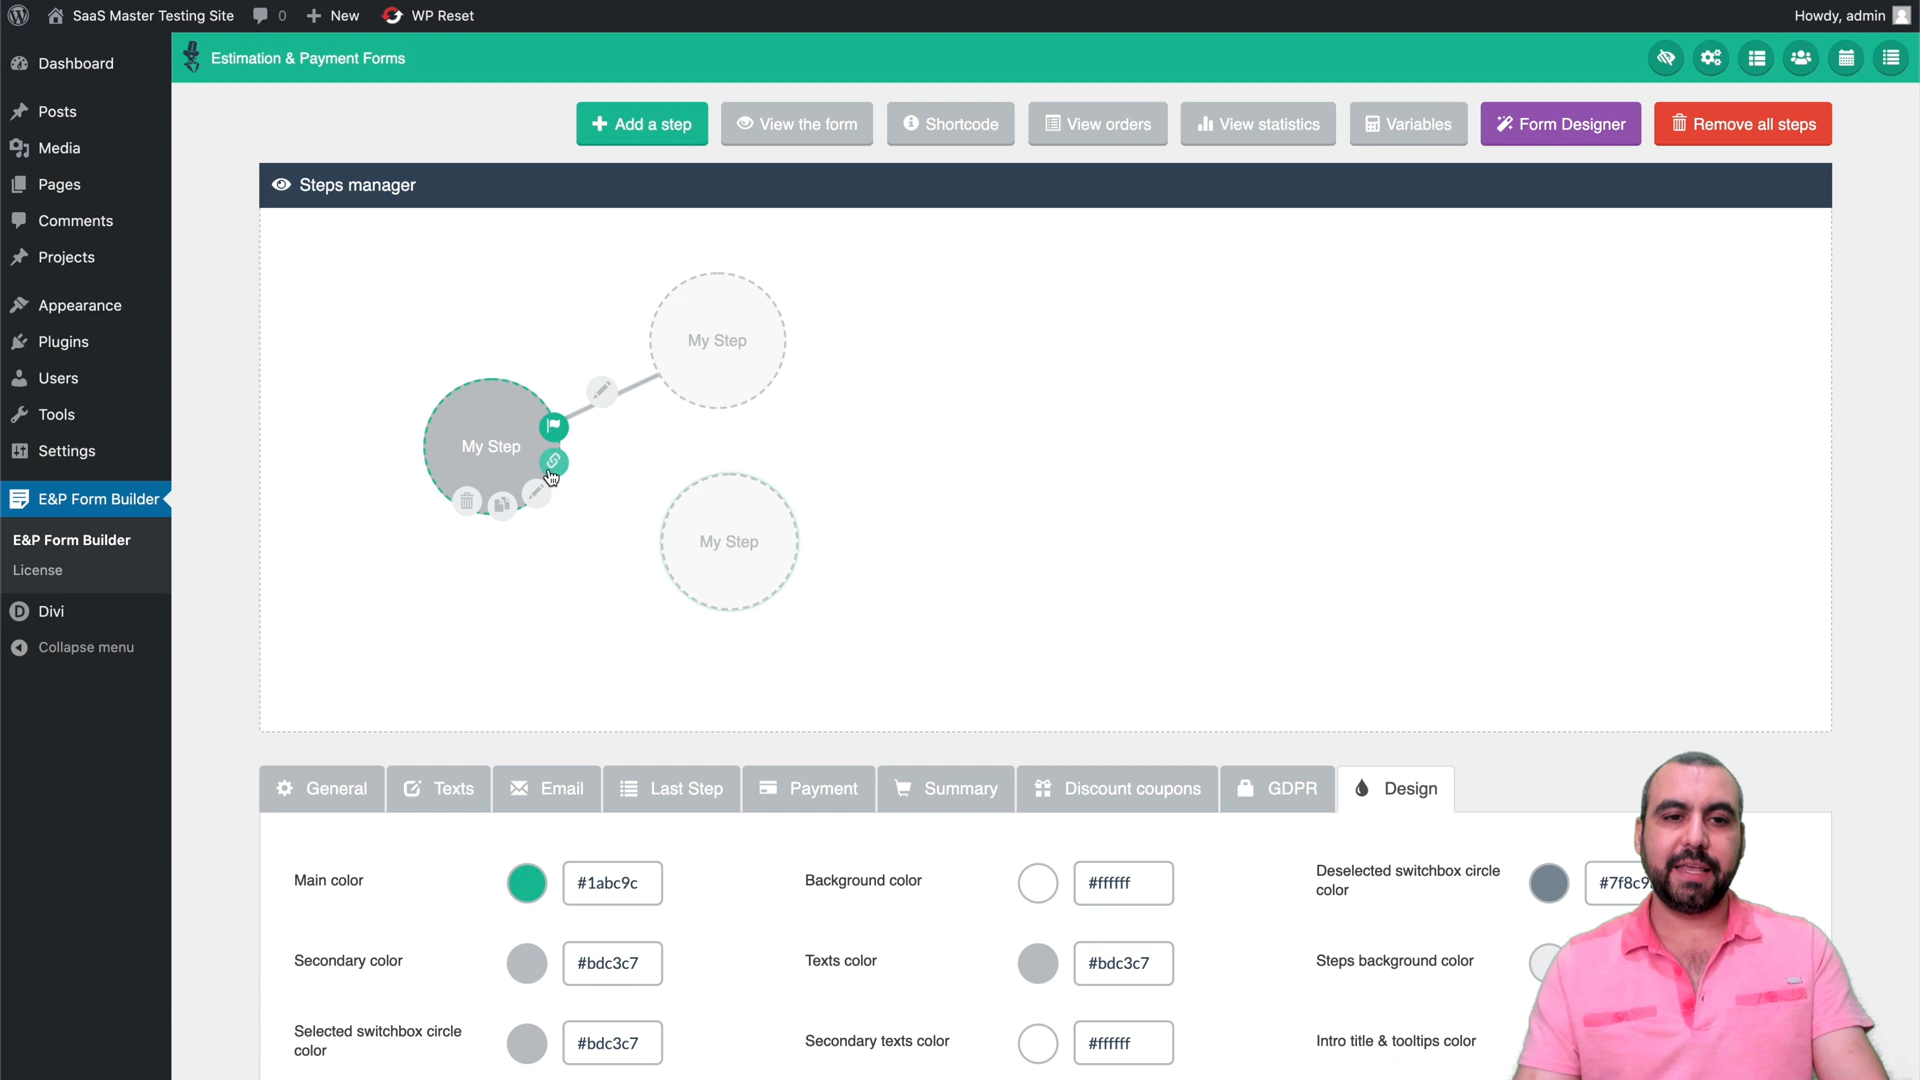 SaaS Master Testing Site 0 New WP Reset Howdy, admin
Dashboard
Posts
Media
Pages
Comments
Projects
Appearance
Plugins
Users
Tools
Settings
E&P Form Builder
E&P Form Builder
License
Divi
Collapse menu
Estimation & Payment Forms
Add a step View the form Shortcode View orders View statistics Variables Form Designer Remove all steps
Steps manager
My Step
My Step
My Step
General Texts Email Last Step Payment Summary Discount coupons GDPR Design
Main color #1abc9c Background color #ffffff Deselected switchbox circle
color
Secondary color #bdc3c7 Texts color #bdc3c7 Steps background color
Selected switchbox circle
color #bdc3c7 Secondary texts color #ffffff Intro title & tooltips color